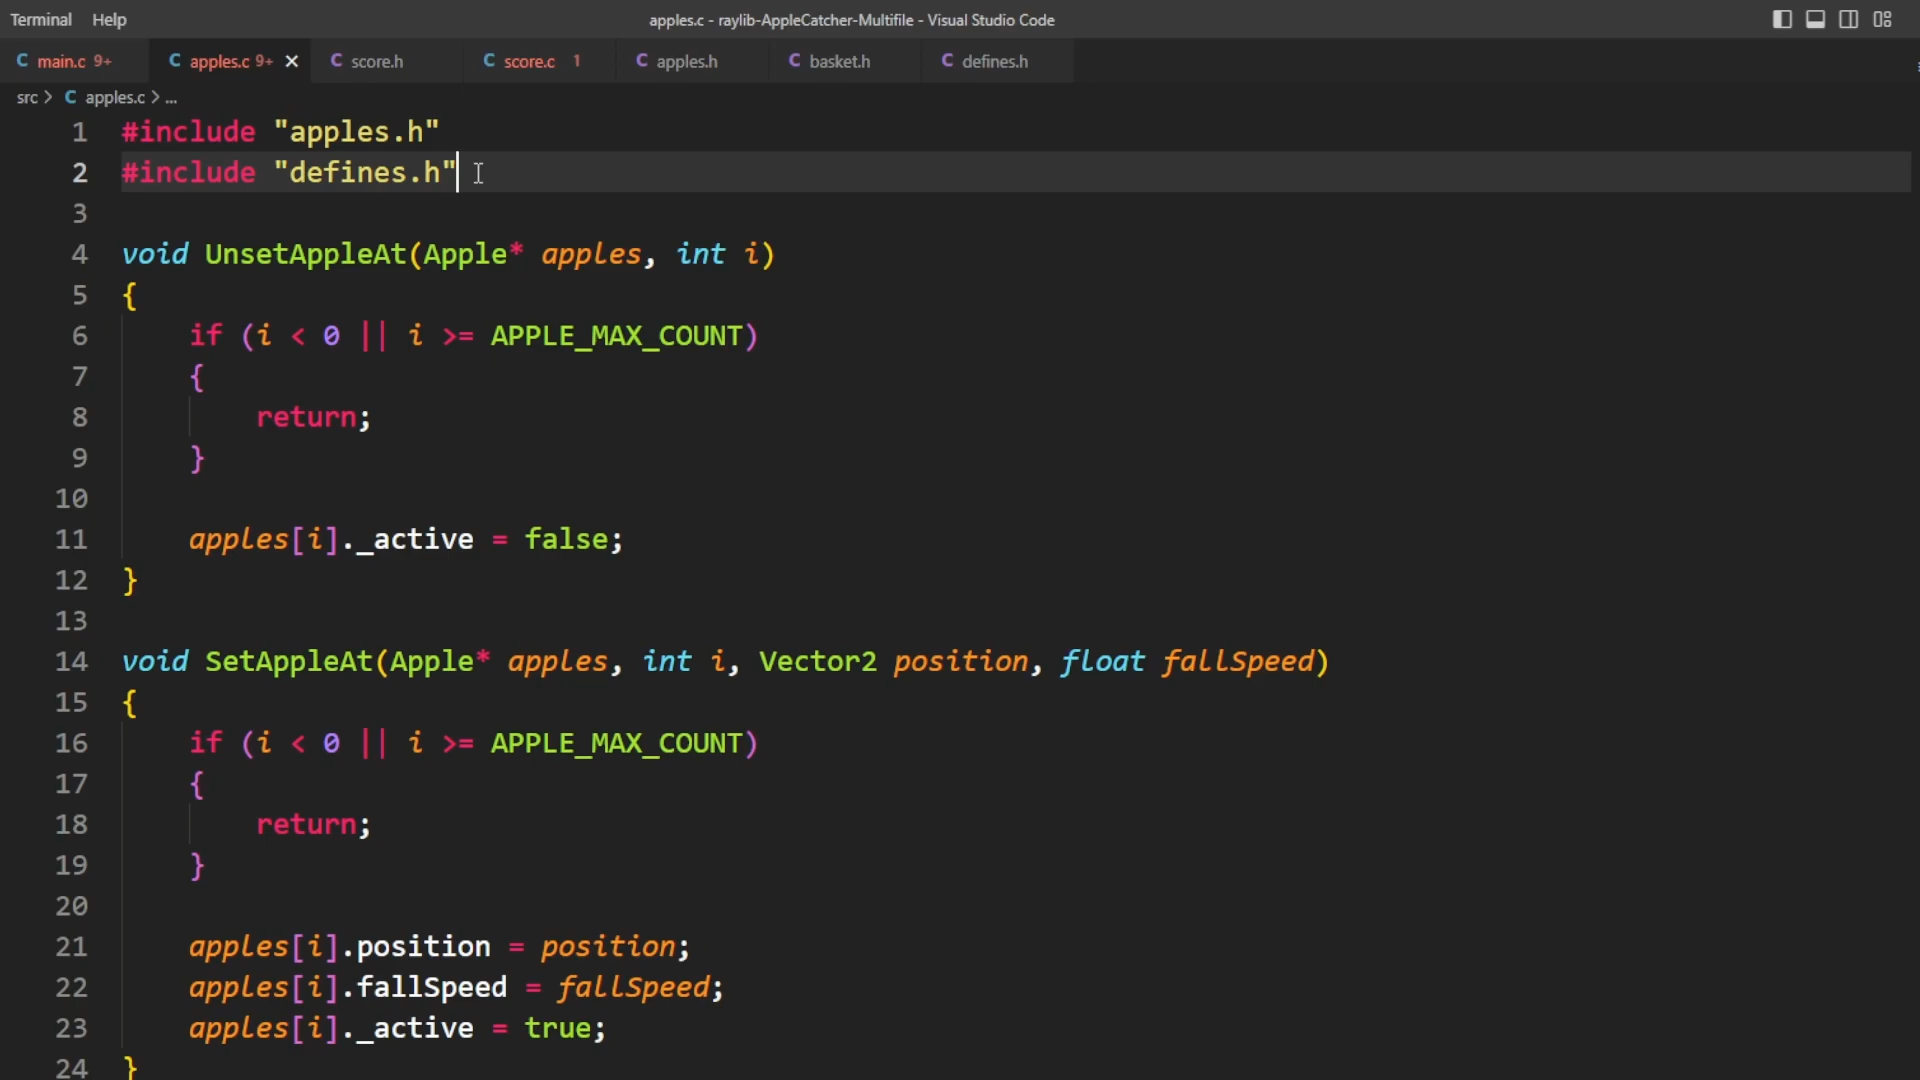 Terminal Help apples.c - raylib-AppleCatcher-Multifile - Visual Studio Code
C main.c 9+ C apples.c 9+ C score.h C score.c 1 C apples.h C basket.h C defines.h
src > C apples.c > ...
1 #include "apples.h"
2 #include "defines.h"
3
4 void UnsetAppleAt(Apple* apples, int i)
5 {
6 if (i < 0 || i >= APPLE_MAX_COUNT)
7 {
8 return;
9 }
10
11 apples[i]._active = false;
12 }
13
14 void SetAppleAt(Apple* apples, int i, Vector2 position, float fallSpeed)
15 {
16 if (i < 0 || i >= APPLE_MAX_COUNT)
17 {
18 return;
19 }
20
21 apples[i].position = position;
22 apples[i].fallSpeed = fallSpeed;
23 apples[i]._active = true;
24 }